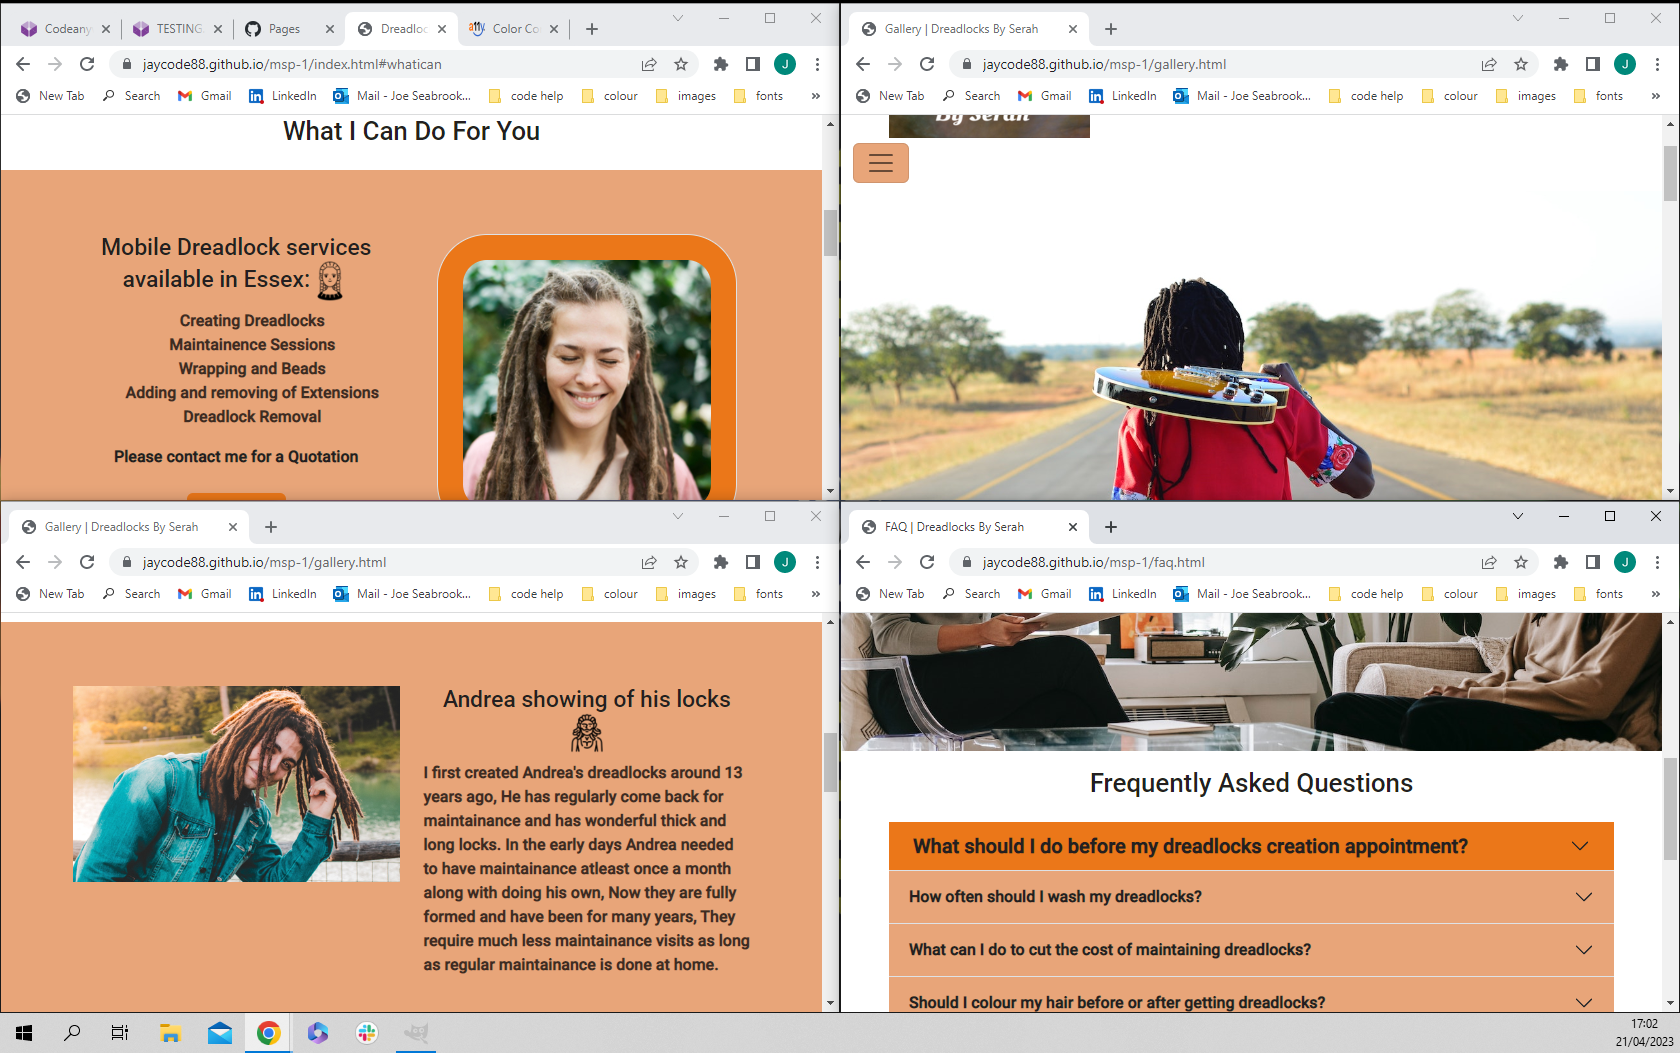 Codeany
TESTING
Pages
Dreadloc
Color Co
jaycode88.github.io/msp-1/index.html#whatican
J
New Tab
Search
Gmail
LinkedIn
Mail - Joe Seabrook...
code help
colour
images
fonts
»
What I Can Do For You
Mobile Dreadlock services
available in Essex:
Creating Dreadlocks
Maintainence Sessions
Wrapping and Beads
Adding and removing of Extensions
Dreadlock Removal
Please contact me for a Quotation
Gallery | Dreadlocks By Serah
jaycode88.github.io/msp-1/gallery.html
J
New Tab
Search
Gmail
LinkedIn
Mail - Joe Seabrook...
code help
colour
images
fonts
»
By Serah
Gallery | Dreadlocks By Serah
jaycode88.github.io/msp-1/gallery.html
J
New Tab
Search
Gmail
LinkedIn
Mail - Joe Seabrook...
code help
colour
images
fonts
»
Andrea showing of his locks
I first created Andrea's dreadlocks around 13
years ago, He has regularly come back for
maintainance and has wonderful thick and
long locks. In the early days Andrea needed
to have maintainance atleast once a month
along with doing his own, Now they are fully
formed and have been for many years, They
require much less maintainance visits as long
as regular maintainance is done at home.
FAQ | Dreadlocks By Serah
jaycode88.github.io/msp-1/faq.html
J
New Tab
Search
Gmail
LinkedIn
Mail - Joe Seabrook...
code help
colour
images
fonts
»
Frequently Asked Questions
What should I do before my dreadlocks creation appointment?
How often should I wash my dreadlocks?
What can I do to cut the cost of maintaining dreadlocks?
Should I colour my hair before or after getting dreadlocks?
17:02
21/04/2023